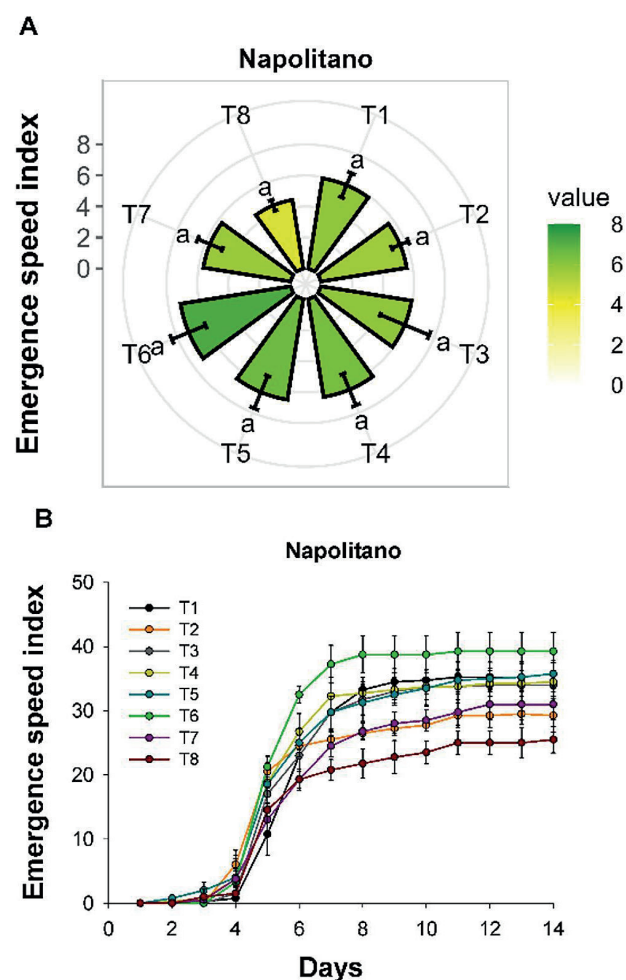 A
Napolitano
Emergence speed index
8
6
4
2
0
T8
T1
T7
T2
T6
T3
T5
T4
a
a
a
a
a
a
a
a
value
8
6
4
2
0
B
Napolitano
Emergence speed index
50
40
30
20
10
0
T1
T2
T3
T4
T5
T6
T7
T8
0 2 4 6 8 10 12 14
Days